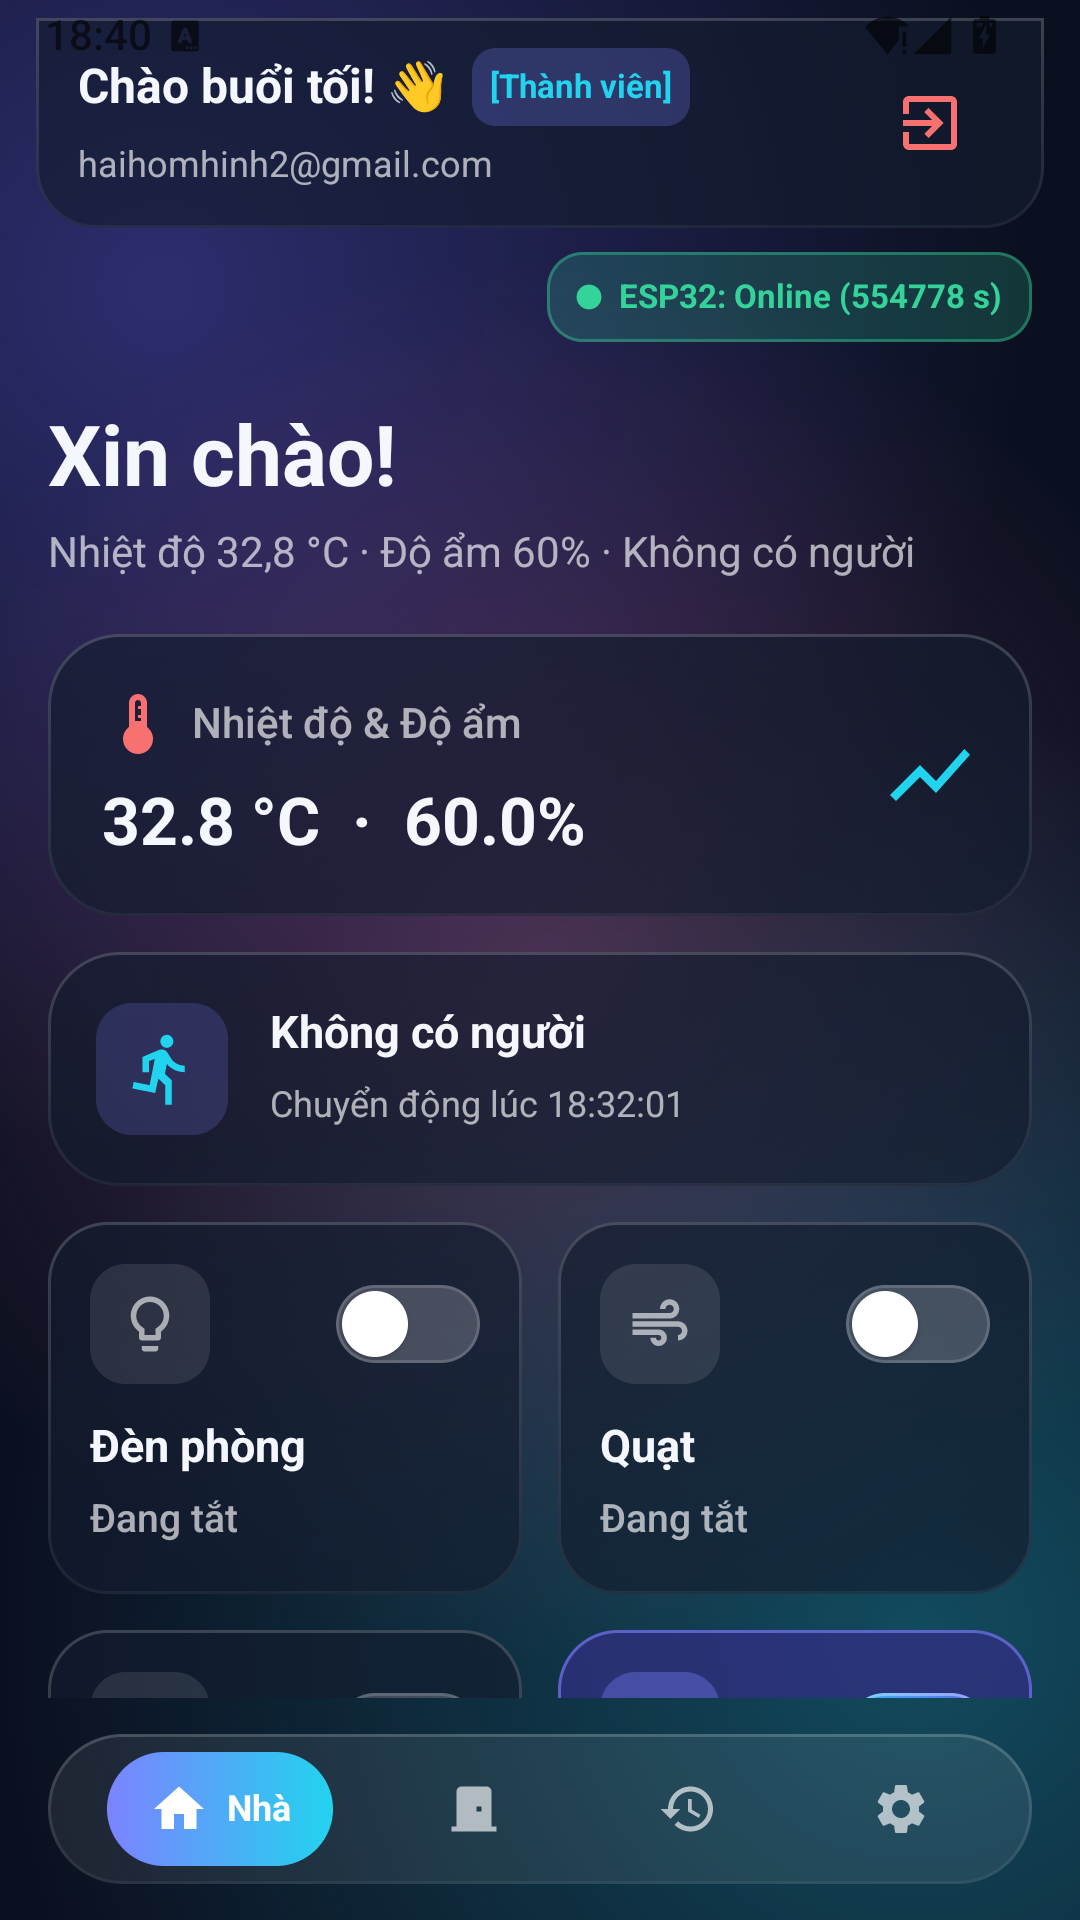 18:40
Chào buổi tối! 👋 [Thành viên]
haihomhinh2@gmail.com
ESP32: Online (554778 s)
Xin chào!
Nhiệt độ 32,8 °C · Độ ẩm 60% · Không có người
Nhiệt độ & Độ ẩm
32.8 °C · 60.0%
Không có người
Chuyển động lúc 18:32:01
Đèn phòng
Đang tắt
Quạt
Đang tắt
Nhà